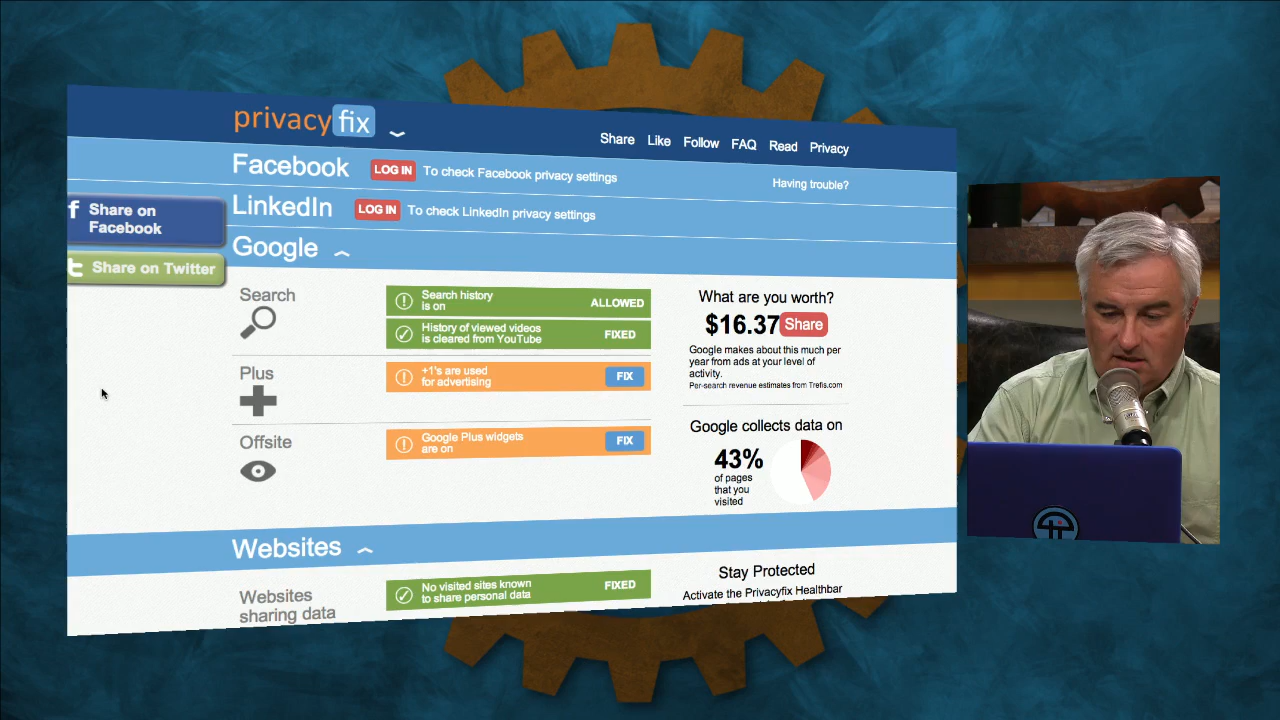 privacyfix
Share Like Follow FAQ Read Privacy
Facebook LOG IN To check Facebook privacy settings
Having trouble?
LinkedIn LOG IN To check LinkedIn privacy settings
f Share on
Facebook
t Share on Twitter
Google
Search
Search history
is on
ALLOWED
History of viewed videos
is cleared from YouTube
FIXED
Plus
+1's are used
for advertising
FIX
Offsite
Google Plus widgets
are on
FIX
What are you worth?
$16.37 Share
Google makes about this much per
year from ads at your level of
activity.
Per-search revenue estimates from Trefis.com
Google collects data on
43%
of pages
that you
visited
Websites
Websites
sharing data
No visited sites known
to share personal data
FIXED
Stay Protected
Activate the Privacyfix Healthbar